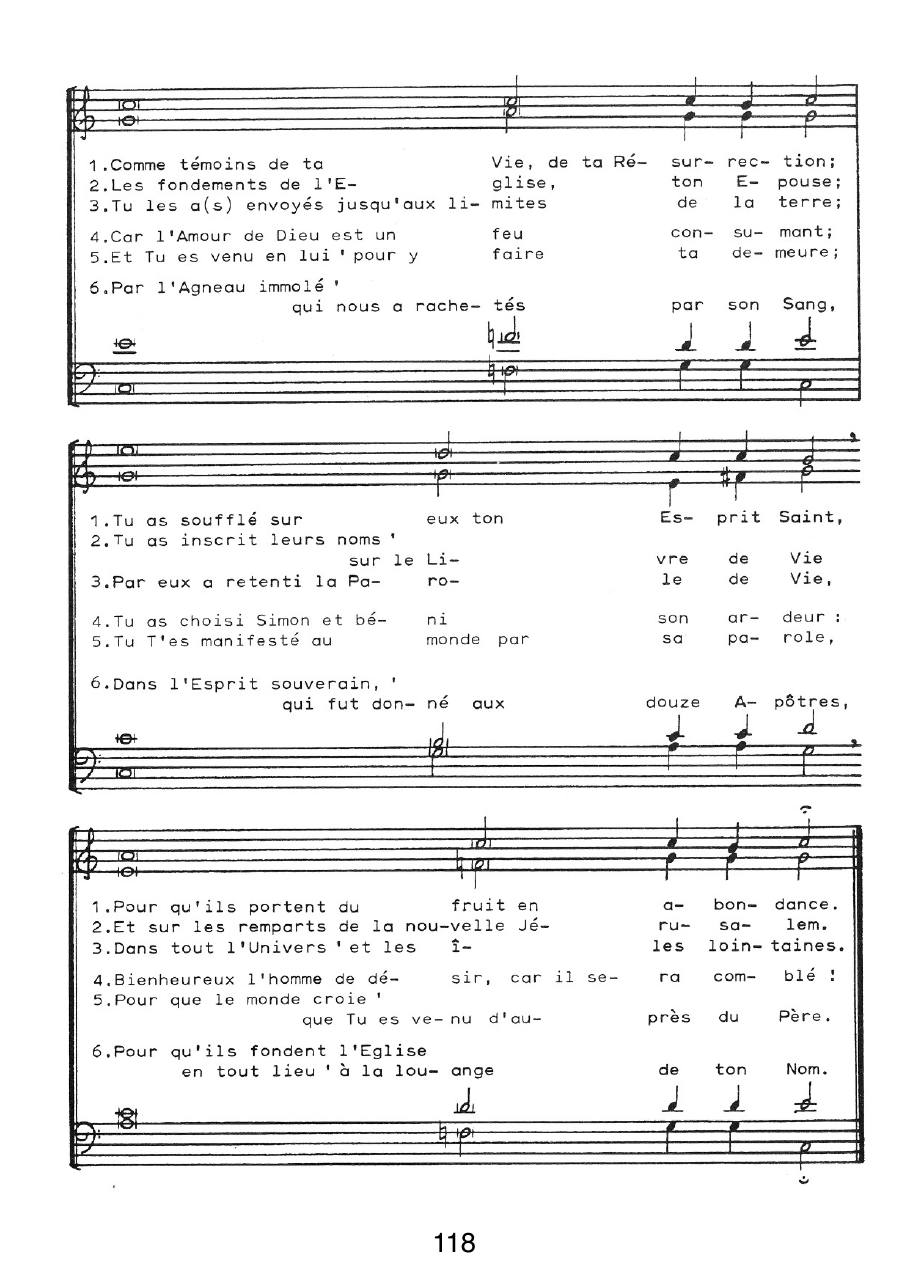 1.Comme témoins de ta Vie, de ta Ré- sur- rec- tion;
2.Les fondements de l'E- glise, ton E- pouse;
3.Tu les a(s) envoyés jusqu'aux li- mites de la terre;
4.Car l'Amour de Dieu est un feu con- su- mant;
5.Et Tu es venu en lui ' pour y faire ta de- meure;
6.Par l'Agneau immolé '
qui nous a rache- tés par son Sang,
1.Tu as soufflé sur eux ton Es- prit Saint,
2.Tu as inscrit leurs noms '
sur le Li- vre de Vie
3.Par eux a retenti la Pa- ro- le de Vie,
4.Tu as choisi Simon et bé- ni son ar- deur :
5.Tu T'es manifesté au monde par sa pa- role,
6.Dans l'Esprit souverain, '
qui fut don- né aux douze A- pôtres,
1.Pour qu'ils portent du fruit en a- bon- dance.
2.Et sur les remparts de la nou-velle Jé- ru- sa- lem.
3.Dans tout l'Univers ' et les î- les loin- taines.
4.Bienheureux l'homme de dé- sir, car il se- ra com- blé !
5.Pour que le monde croie '
que Tu es ve- nu d'au- près du Père.
6.Pour qu'ils fondent l'Eglise
en tout lieu ' à la lou- ange de ton Nom.
118